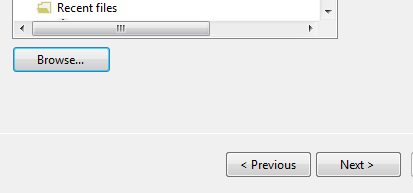 Recent files
Browse...
< Previous
Next >